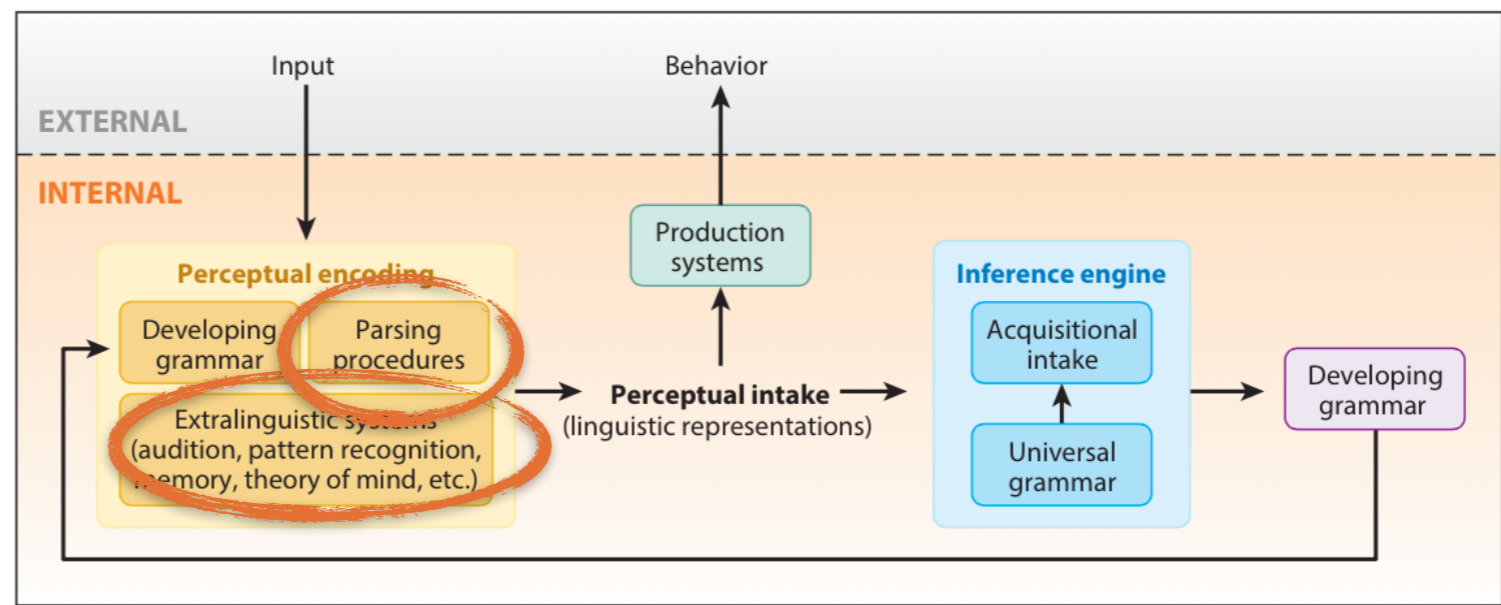 Input
Behavior
EXTERNAL
INTERNAL
Perceptual encoding
Developing
grammar
Parsing
procedures
Extralinguistic systems
(audition, pattern recognition,
memory, theory of mind, etc.)
Production
systems
Perceptual intake
(linguistic representations)
Inference engine
Acquisitional
intake
Universal
grammar
Developing
grammar